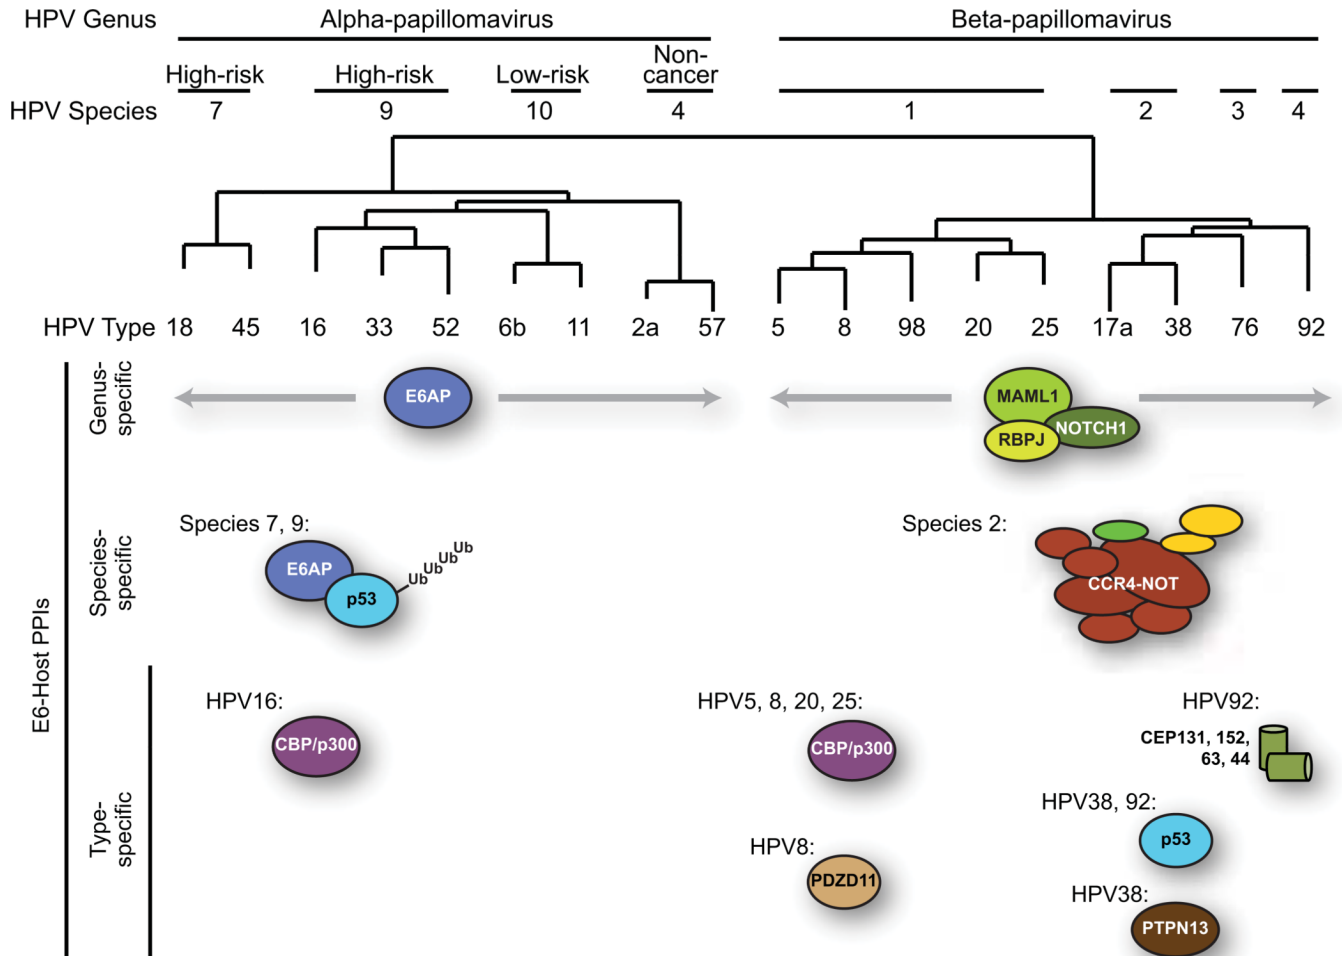 HPV Genus Alpha-papillomavirus Beta-papillomavirus
High-risk High-risk Low-risk Non-cancer
HPV Species 7 9 10 4 1 2 3 4
HPV Type 18 45 16 33 52 6b 11 2a 57 5 8 98 20 25 17a 38 76 92
E6-Host PPIs
Genus-
specific
E6AP
MAML1
NOTCH1
RBPJ
Species-
specific
Species 7, 9:
E6AP
p53
Ub
Ub
Ub
Ub
Species 2:
CCR4-NOT
Type-
specific
HPV16:
CBP/p300
HPV5, 8, 20, 25:
CBP/p300
HPV8:
PDZD11
HPV92:
CEP131, 152,
63, 44
HPV38, 92:
p53
HPV38:
PTPN13